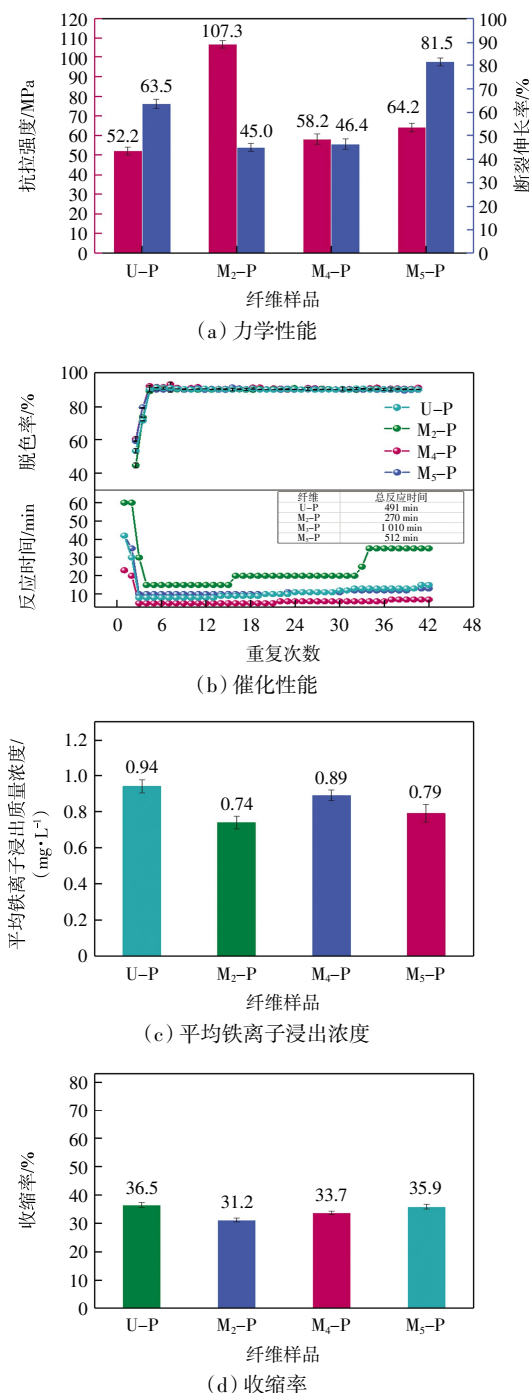 120
110
100
90
80
70
60
50
40
30
20
10
0
抗拉强度/MPa
100
90
80
70
60
50
40
30
20
10
0
断裂伸长率/%
52.2
63.5
107.3
45.0
58.2
46.4
64.2
81.5
U-P
M₂-P
M₄-P
M₅-P
纤维样品
(a) 力学性能
100
80
60
40
脱色率/%
U-P
M₂-P
M₄-P
M₅-P
60
50
40
30
20
10
反应时间/min
纤维 总反应时间
U-P 491 min
M₂-P 270 min
M₄-P 1 010 min
M₅-P 512 min
0 6 12 18 24 30 36 42 48
重复次数
(b) 催化性能
1.2
1.0
0.8
0.6
0.4
0.2
0
平均铁离子浸出质量浓度/
(mg·L⁻¹)
0.94
0.74
0.89
0.79
U-P
M₂-P
M₄-P
M₅-P
纤维样品
(c) 平均铁离子浸出浓度
80
70
60
50
40
30
20
10
0
收缩率/%
36.5
31.2
33.7
35.9
U-P
M₂-P
M₄-P
M₅-P
纤维样品
(d) 收缩率